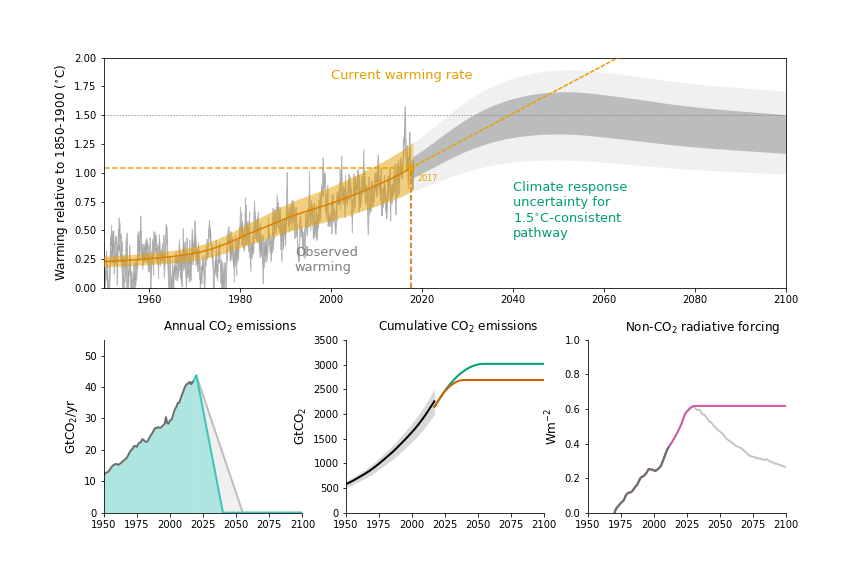 Warming relative to 1850-1900 (°C)
2.00
1.75
1.50
1.25
1.00
0.75
0.50
0.25
0.00
Current warming rate
2017
Climate response
uncertainty for
1.5°C-consistent
pathway
Observed
warming
1960 1980 2000 2020 2040 2060 2080 2100
Annual CO₂ emissions
GtCO₂/yr
50
40
30
20
10
0
1950 1975 2000 2025 2050 2075 2100
Cumulative CO₂ emissions
GtCO₂
3500
3000
2500
2000
1500
1000
500
0
1950 1975 2000 2025 2050 2075 2100
Non-CO₂ radiative forcing
Wm⁻²
1.0
0.8
0.6
0.4
0.2
0.0
1950 1975 2000 2025 2050 2075 2100